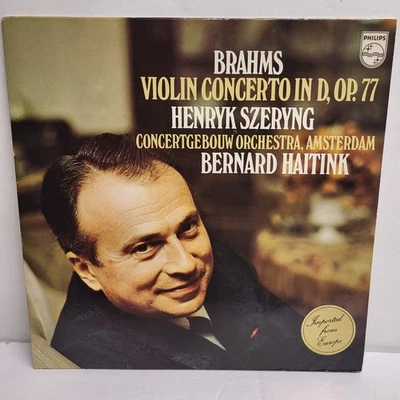 PHILIPS
BRAHMS
VIOLIN CONCERTO IN D, OP. 77
HENRYK SZERYNG
CONCERTGEBOUW ORCHESTRA, AMSTERDAM
BERNARD HAITINK
Imported
from
Europe